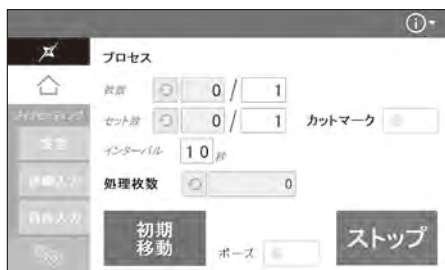 プロセス
枚数 0 / 1
セット数 0 / 1 カットマーク
インターバル 10 秒
処理枚数 0
初期
移動
ポーズ
ストップ